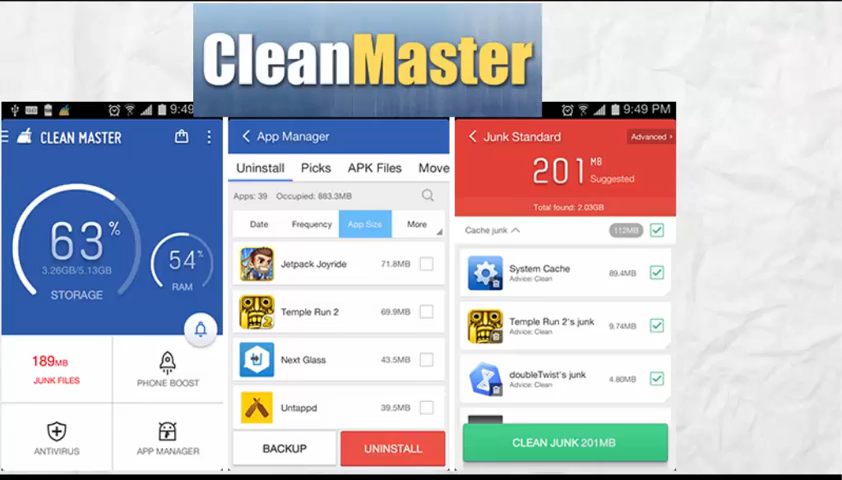 CleanMaster
9:49
CLEAN MASTER
63%
3.26GB/5.13GB
STORAGE
54%
RAM
189MB
JUNK FILES
PHONE BOOST
ANTIVIRUS
APP MANAGER
App Manager
Uninstall Picks APK Files Move
Apps: 39 Occupied: 883.3MB
Date Frequency App Size More
Jetpack Joyride 71.8MB
Temple Run 2 69.9MB
Next Glass 43.5MB
Untappd 39.5MB
BACKUP UNINSTALL
9:49 PM
Junk Standard Advanced
201 MB
Suggested
Total found: 2.03GB
Cache junk 112MB
System Cache
Advice: Clean
89.4MB
Temple Run 2's junk
Advice: Clean
9.74MB
doubleTwist's junk
Advice: Clean
4.80MB
CLEAN JUNK 201MB